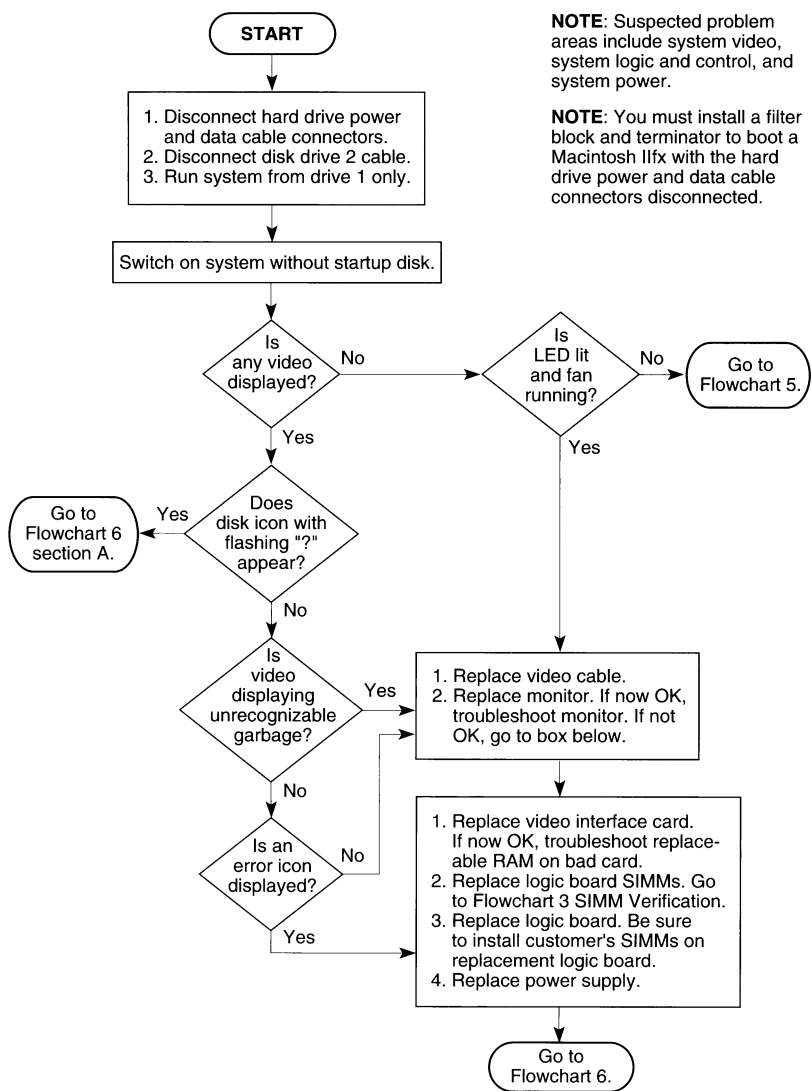 START
NOTE: Suspected problem
areas include system video,
system logic and control, and
system power.
NOTE: You must install a filter
block and terminator to boot a
Macintosh IIfx with the hard
drive power and data cable
connectors disconnected.
1. Disconnect hard drive power
and data cable connectors.
2. Disconnect disk drive 2 cable.
3. Run system from drive 1 only.
Switch on system without startup disk.
Is
any video
displayed?
No
Yes
Is
LED lit
and fan
running?
No
Yes
Go to
Flowchart 5.
Does
disk icon with
flashing "?"
appear?
Yes
No
Go to
Flowchart 6
section A.
Is
video
displaying
unrecognizable
garbage?
Yes
No
1. Replace video cable.
2. Replace monitor. If now OK,
troubleshoot monitor. If not
OK, go to box below.
Is an
error icon
displayed?
No
Yes
1. Replace video interface card.
If now OK, troubleshoot replace-
able RAM on bad card.
2. Replace logic board SIMMs. Go
to Flowchart 3 SIMM Verification.
3. Replace logic board. Be sure
to install customer's SIMMs on
replacement logic board.
4. Replace power supply.
Go to
Flowchart 6.